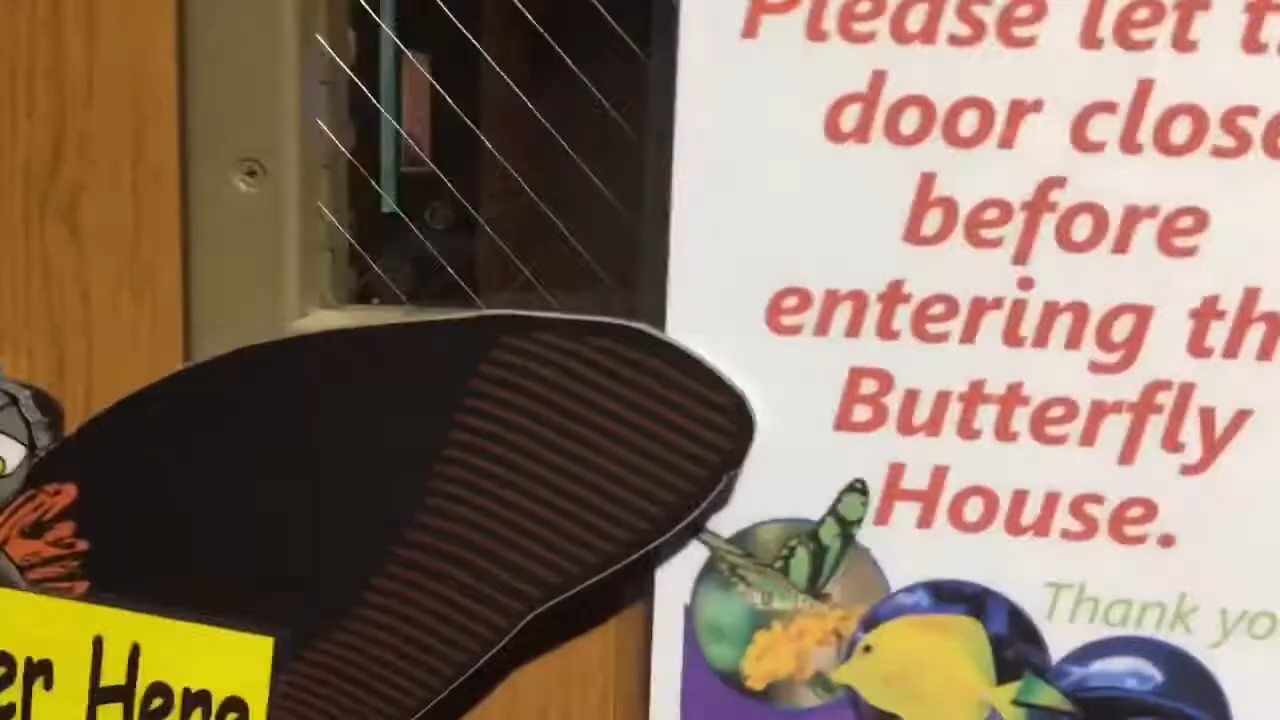 Please let
door close
before
entering th
Butterfly
House.
Thank yo
er Here